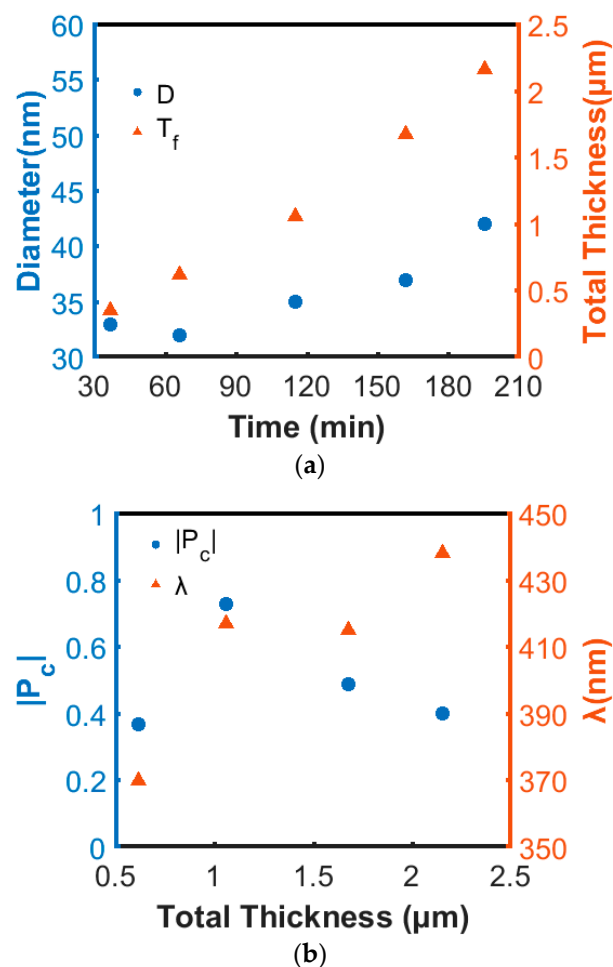 60
55
50
45
40
35
30
Diameter(nm)
D
T_f
2.5
2
1.5
1
0.5
0
Total Thickness(μm)
30 60 90 120 150 180 210
Time (min)
(a)
1
0.8
0.6
0.4
0.2
0
|P_c|
|P_c|
λ
450
430
410
390
370
350
λ(nm)
0.5 1 1.5 2 2.5
Total Thickness (μm)
(b)